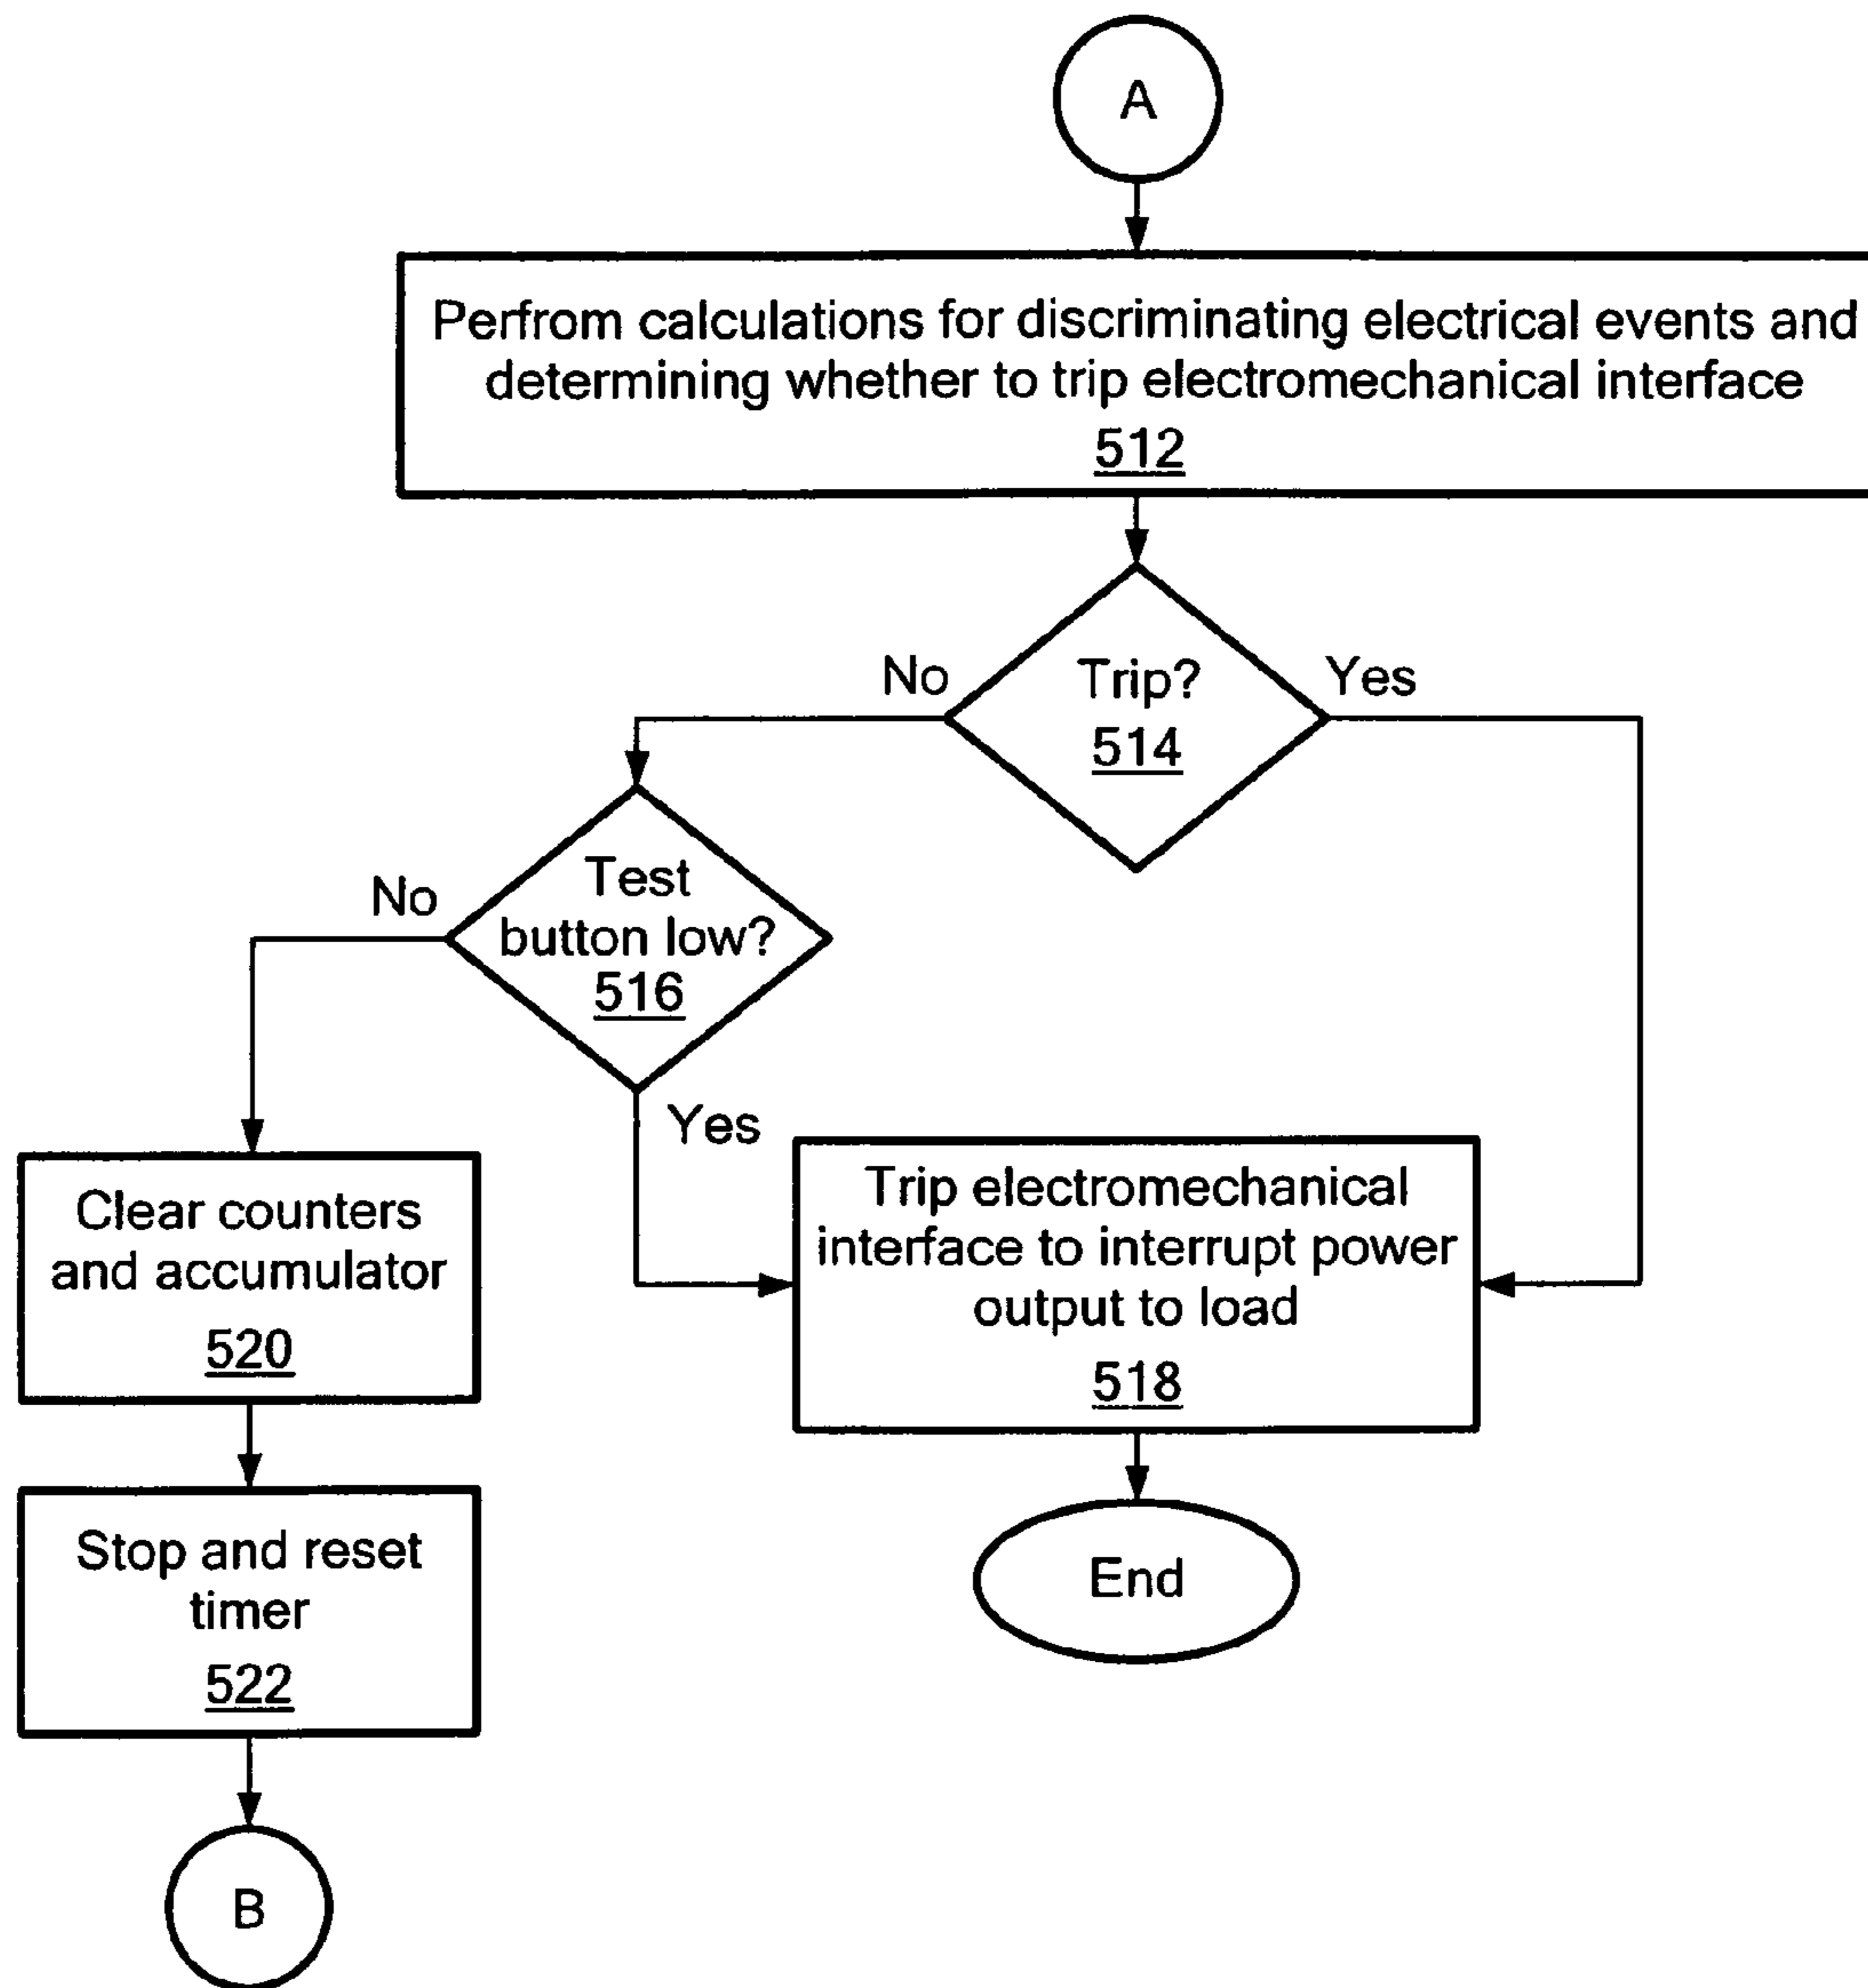 A
Perfrom calculations for discriminating electrical events and
determining whether to trip electromechanical interface
512
No
Trip?
514
Yes
No
Test
button low?
516
Yes
Clear counters
and accumulator
520
Trip electromechanical
interface to interrupt power
output to load
518
Stop and reset
timer
522
End
B